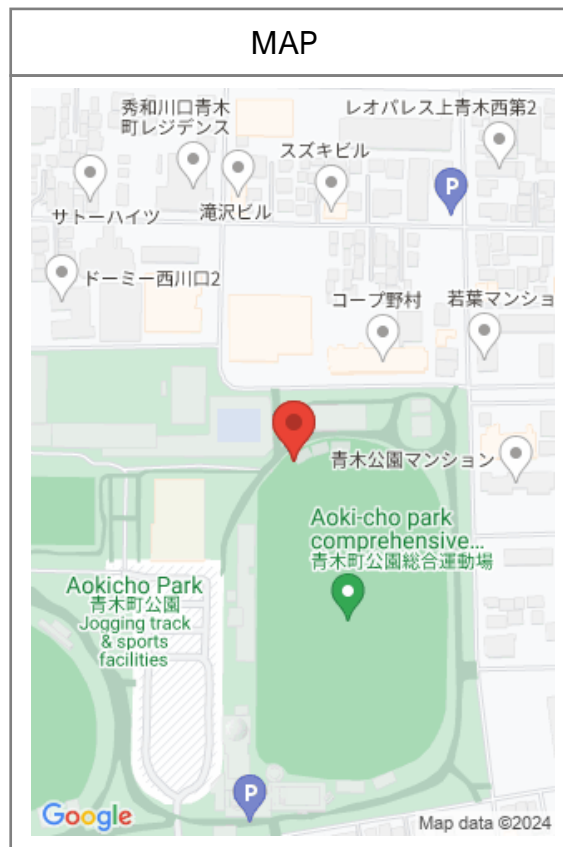 MAP
秀和川口青木
町レジデンス
レオパレス上青木西第2
スズキビル
P
サトーハイツ
滝沢ビル
ドーミー西川口2
コープ野村
若葉マンショ
青木公園マンション
Aoki-cho park
comprehensive...
青木町公園総合運動場
Aokicho Park
青木町公園
Jogging track
& sports
facilities
P
Google
Map data ©2024